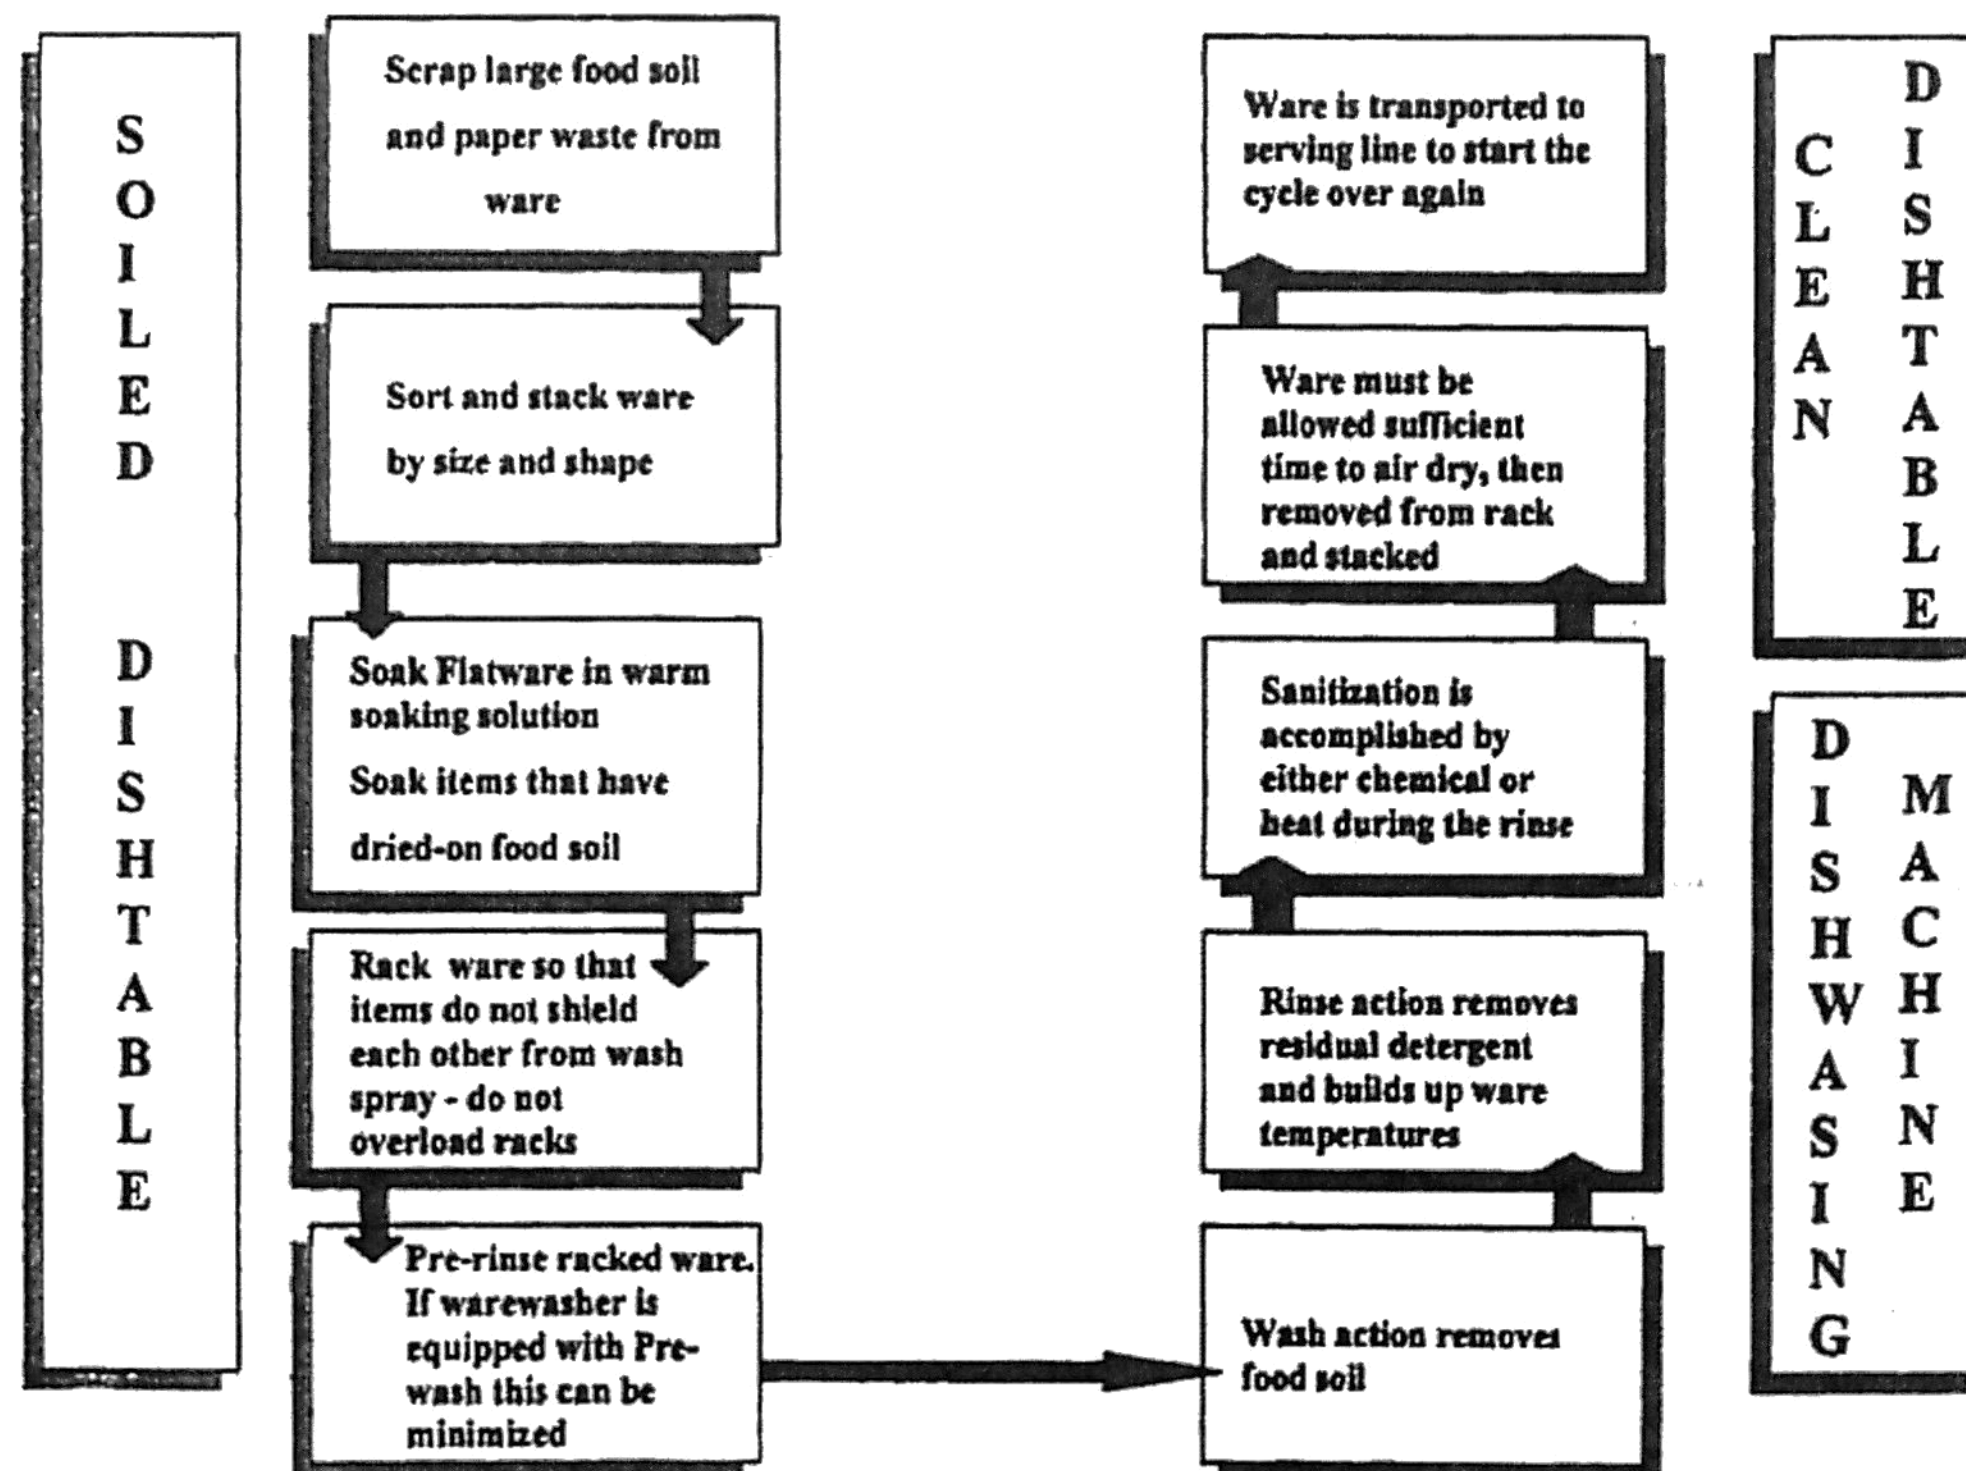 SOILED DISHTABLE
Scrap large food soil
and paper waste from
ware
Sort and stack ware
by size and shape
Soak Flatware in warm
soaking solution
Soak items that have
dried-on food soil
Rack ware so that
items do not shield
each other from wash
spray - do not
overload racks
Pre-rinse racked ware.
If warewasher is
equipped with Pre-
wash this can be
minimized
Wash action removes
food soil
Rinse action removes
residual detergent
and builds up ware
temperatures
Sanitization is
accomplished by
either chemical or
heat during the rinse
Ware must be
allowed sufficient
time to air dry, then
removed from rack
and stacked
Ware is transported to
serving line to start the
cycle over again
CLEAN
DISHTABLE
DISHWASING
MACHINE